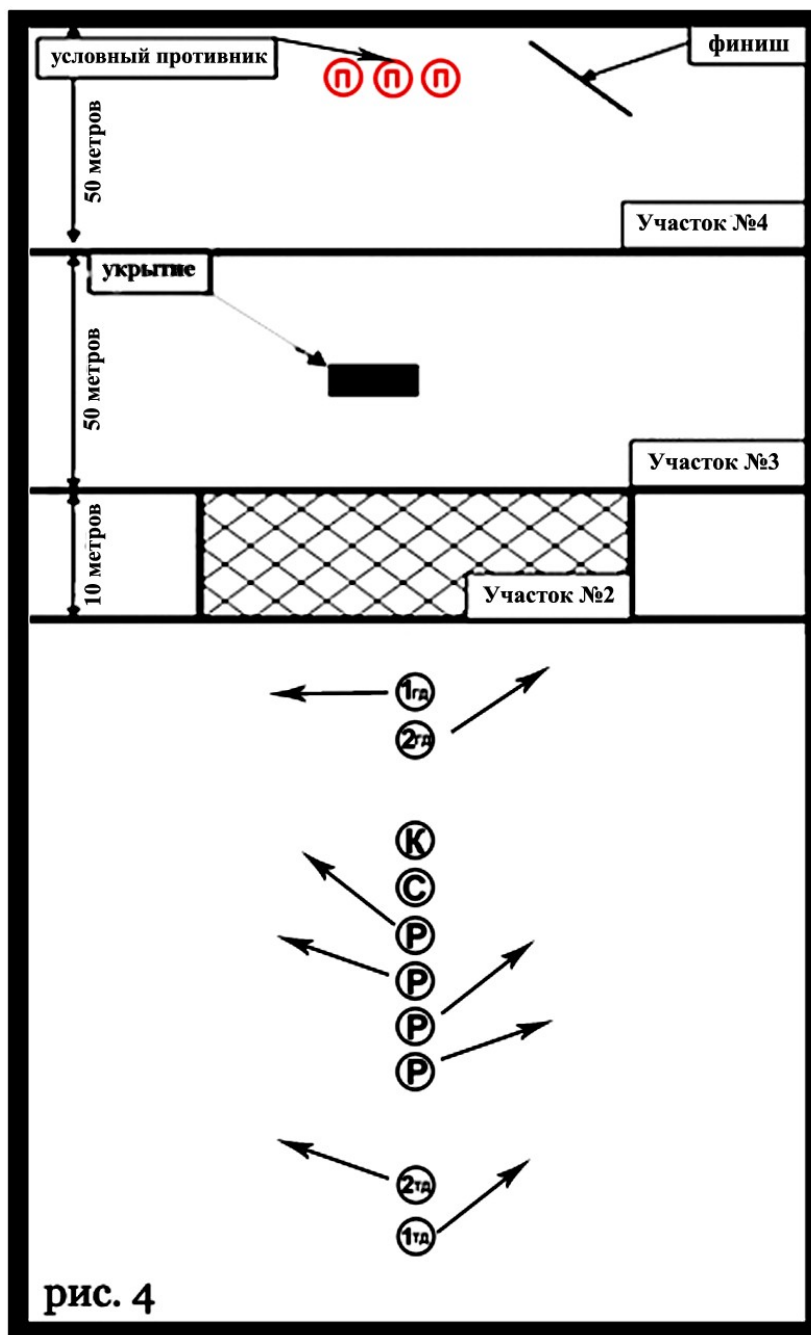 условный противник
финиш
П П П
50 метров
Участок №4
укрытие
50 метров
Участок №3
10 метров
Участок №2
1гд
2гд
К
С
Р
Р
Р
Р
2тд
1тд
рис. 4